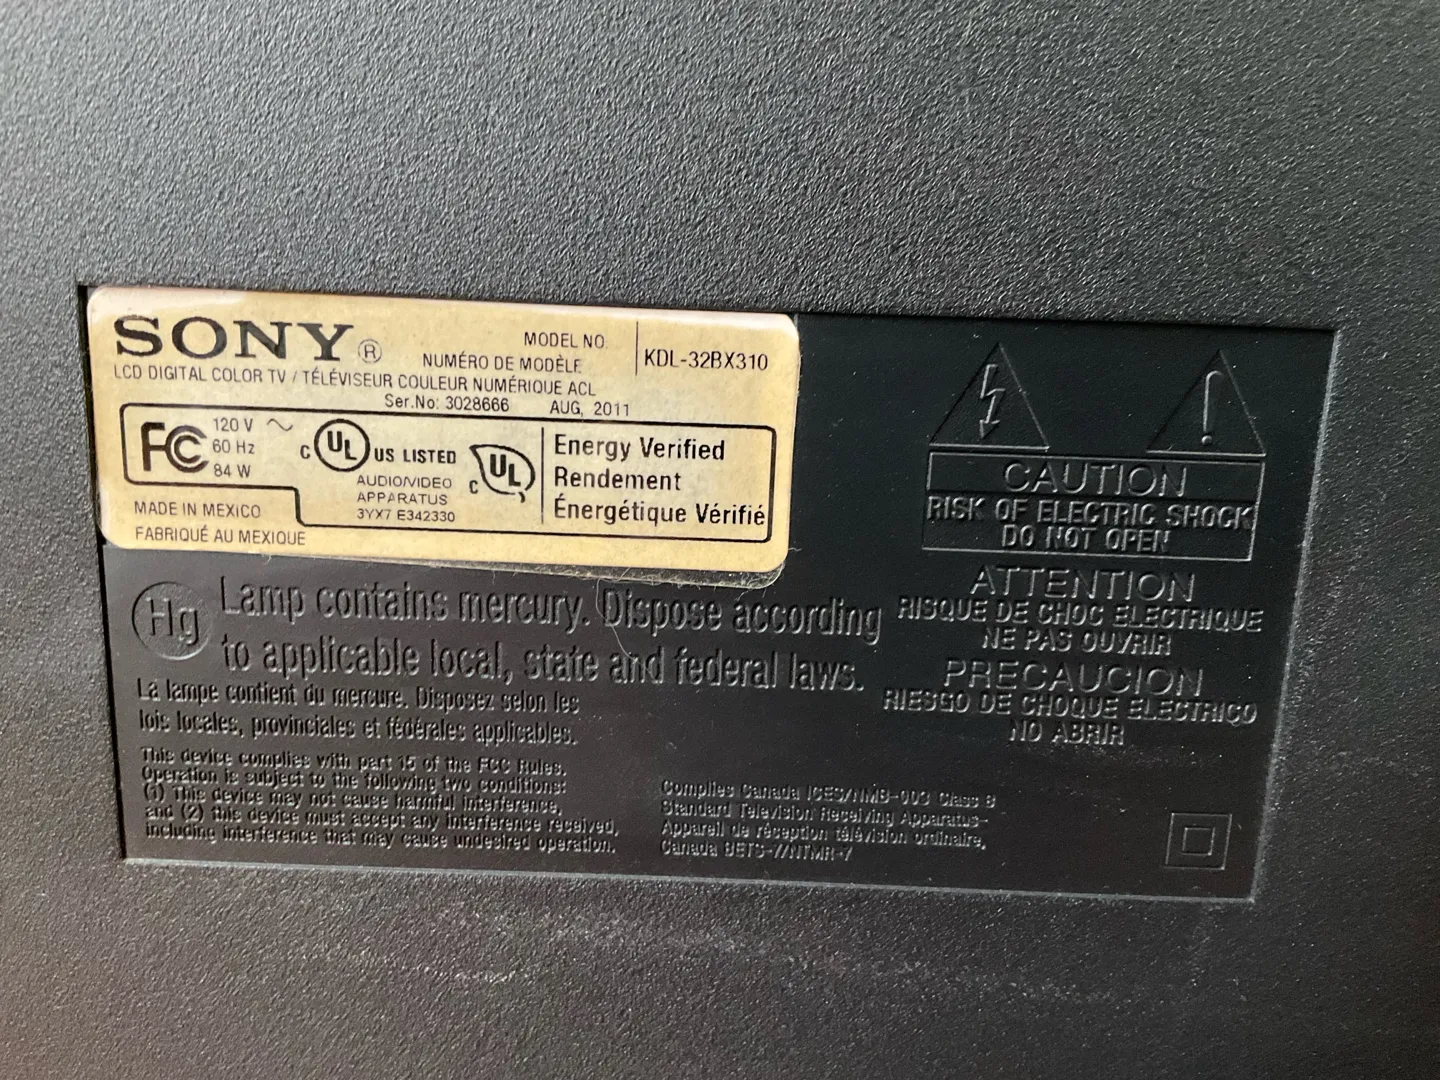 SONY®
MODEL NO.
NUMÉRO DE MODÈLE
KDL-32BX310
LCD DIGITAL COLOR TV / TÉLÉVISEUR COULEUR NUMÉRIQUE ACL
Ser.No: 3028666 AUG, 2011
FC
120 V ~
60 Hz
84 W
C UL US LISTED
AUDIO/VIDEO
APPARATUS
3YX7 E342330
C UL
Energy Verified
Rendement
Énergétique Vérifié
MADE IN MEXICO
FABRIQUÉ AU MEXIQUE
Hg
Lamp contains mercury. Dispose according
to applicable local, state and federal laws.
La lampe contient du mercure. Disposez selon les
lois locales, provinciales et fédérales applicables.
This device complies with part 15 of the FCC Rules.
Operation is subject to the following two conditions:
(1) This device may not cause harmful interference,
and (2) this device must accept any interference received,
including interference that may cause undesired operation.
Complies Canada ICES/NMB-003 Class B
Standard Television Receiving Apparatus-
Appareil de réception télévision ordinaire,
Canada BETS-7/NTMR-7
CAUTION
RISK OF ELECTRIC SHOCK
DO NOT OPEN
ATTENTION
RISQUE DE CHOC ELECTRIQUE
NE PAS OUVRIR
PRECAUCION
RIESGO DE CHOQUE ELECTRICO
NO ABRIR